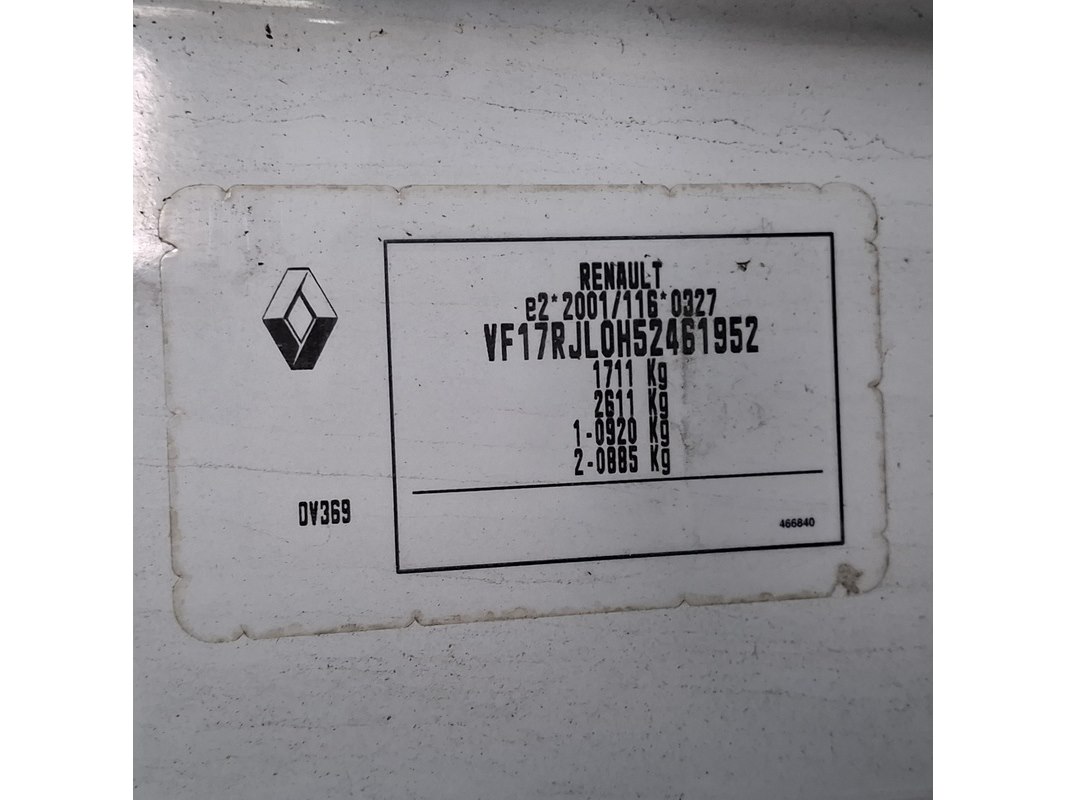 RENAULT
e2*2001/116*0327
VF17RJL0H52461952
1711 Kg
2611 Kg
1-0920 Kg
2-0885 Kg
DV369
466840